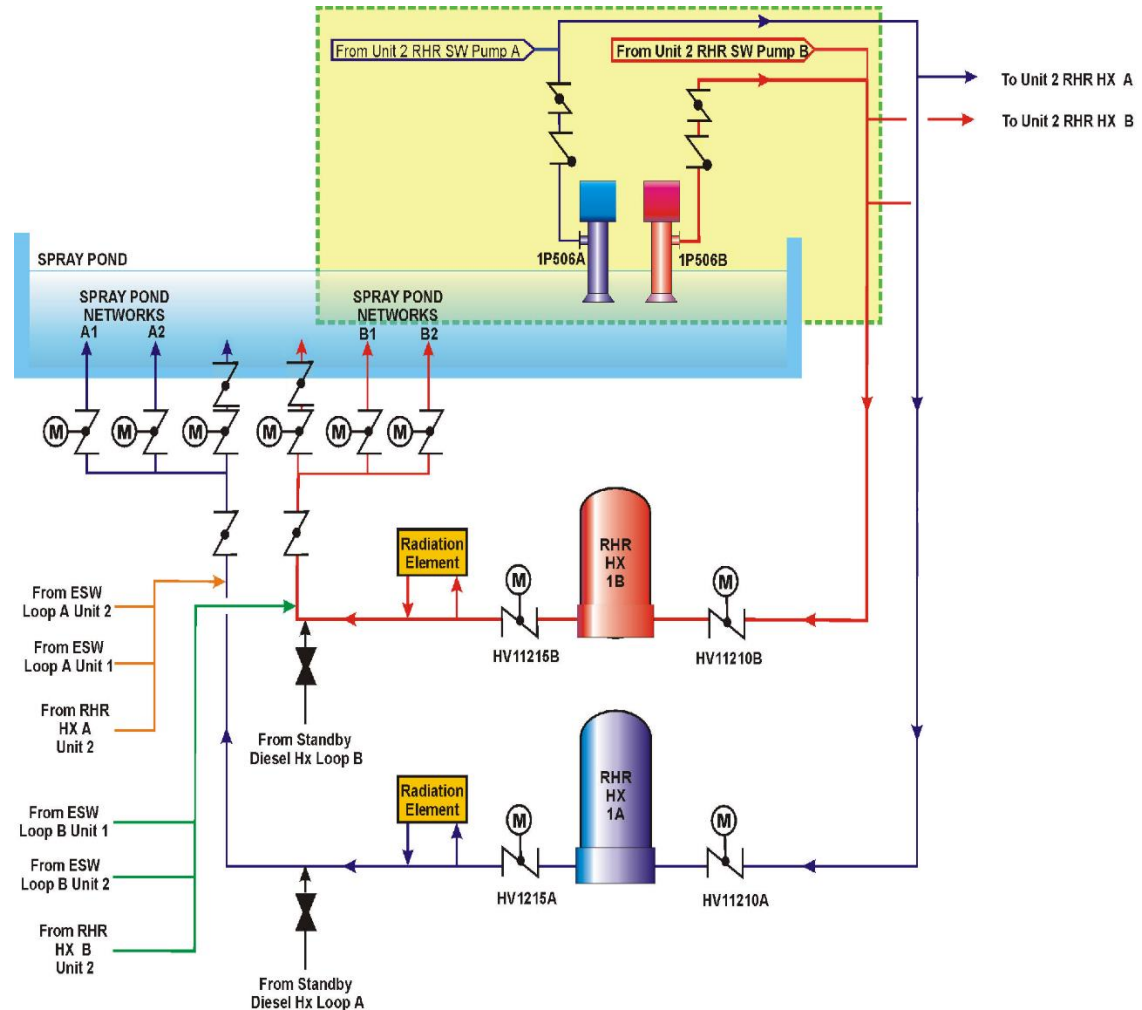 From Unit 2 RHR SW Pump A
From Unit 2 RHR SW Pump B
To Unit 2 RHR HX A
To Unit 2 RHR HX B
1P506A
1P506B
SPRAY POND
SPRAY POND
NETWORKS
A1
A2
SPRAY POND
NETWORKS
B1
B2
M
M
M
M
M
M
Radiation
Element
M
HV11215B
RHR
HX
1B
M
HV11210B
From ESW
Loop A Unit 2
From ESW
Loop A Unit 1
From RHR
HX A
Unit 2
From Standby
Diesel Hx Loop B
From ESW
Loop B Unit 1
From ESW
Loop B Unit 2
From RHR
HX B
Unit 2
Radiation
Element
M
HV1215A
RHR
HX
1A
M
HV11210A
From Standby
Diesel Hx Loop A